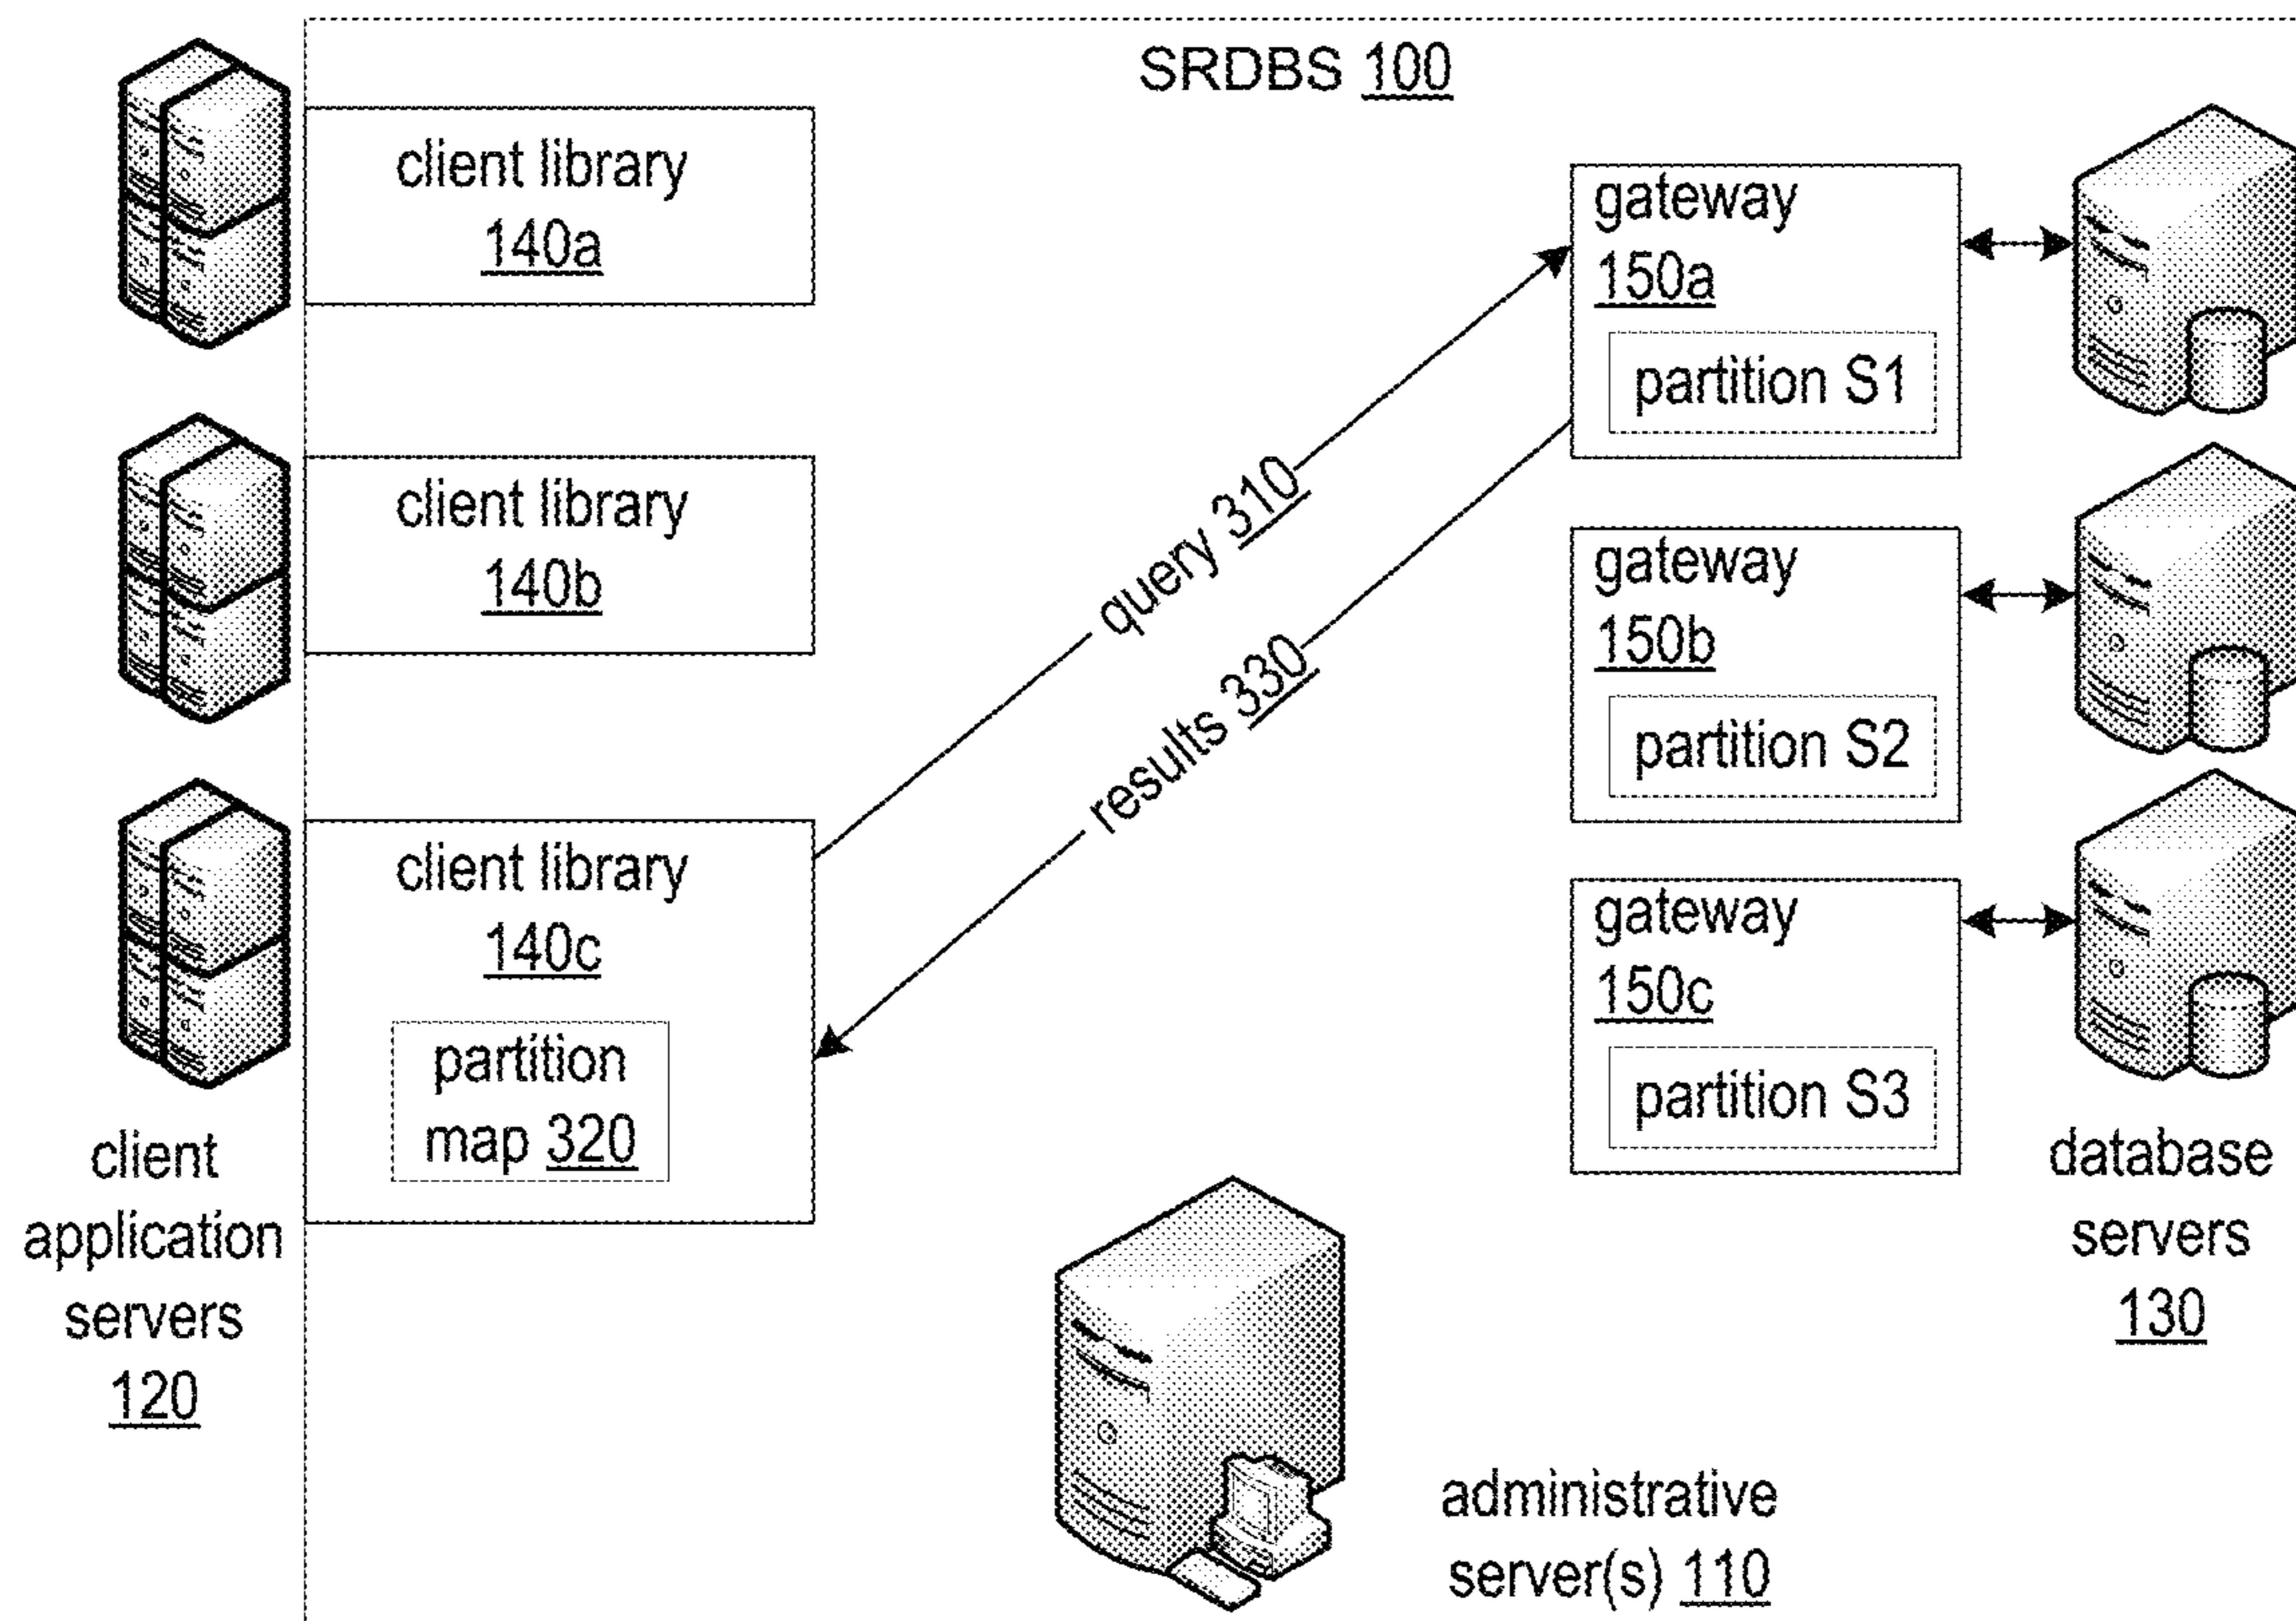 SRDBS 100
client library
140a
client library
140b
client library
140c
partition
map 320
client
application
servers
120
query 310
results 330
gateway
150a
partition S1
gateway
150b
partition S2
gateway
150c
partition S3
database
servers
130
administrative
server(s) 110